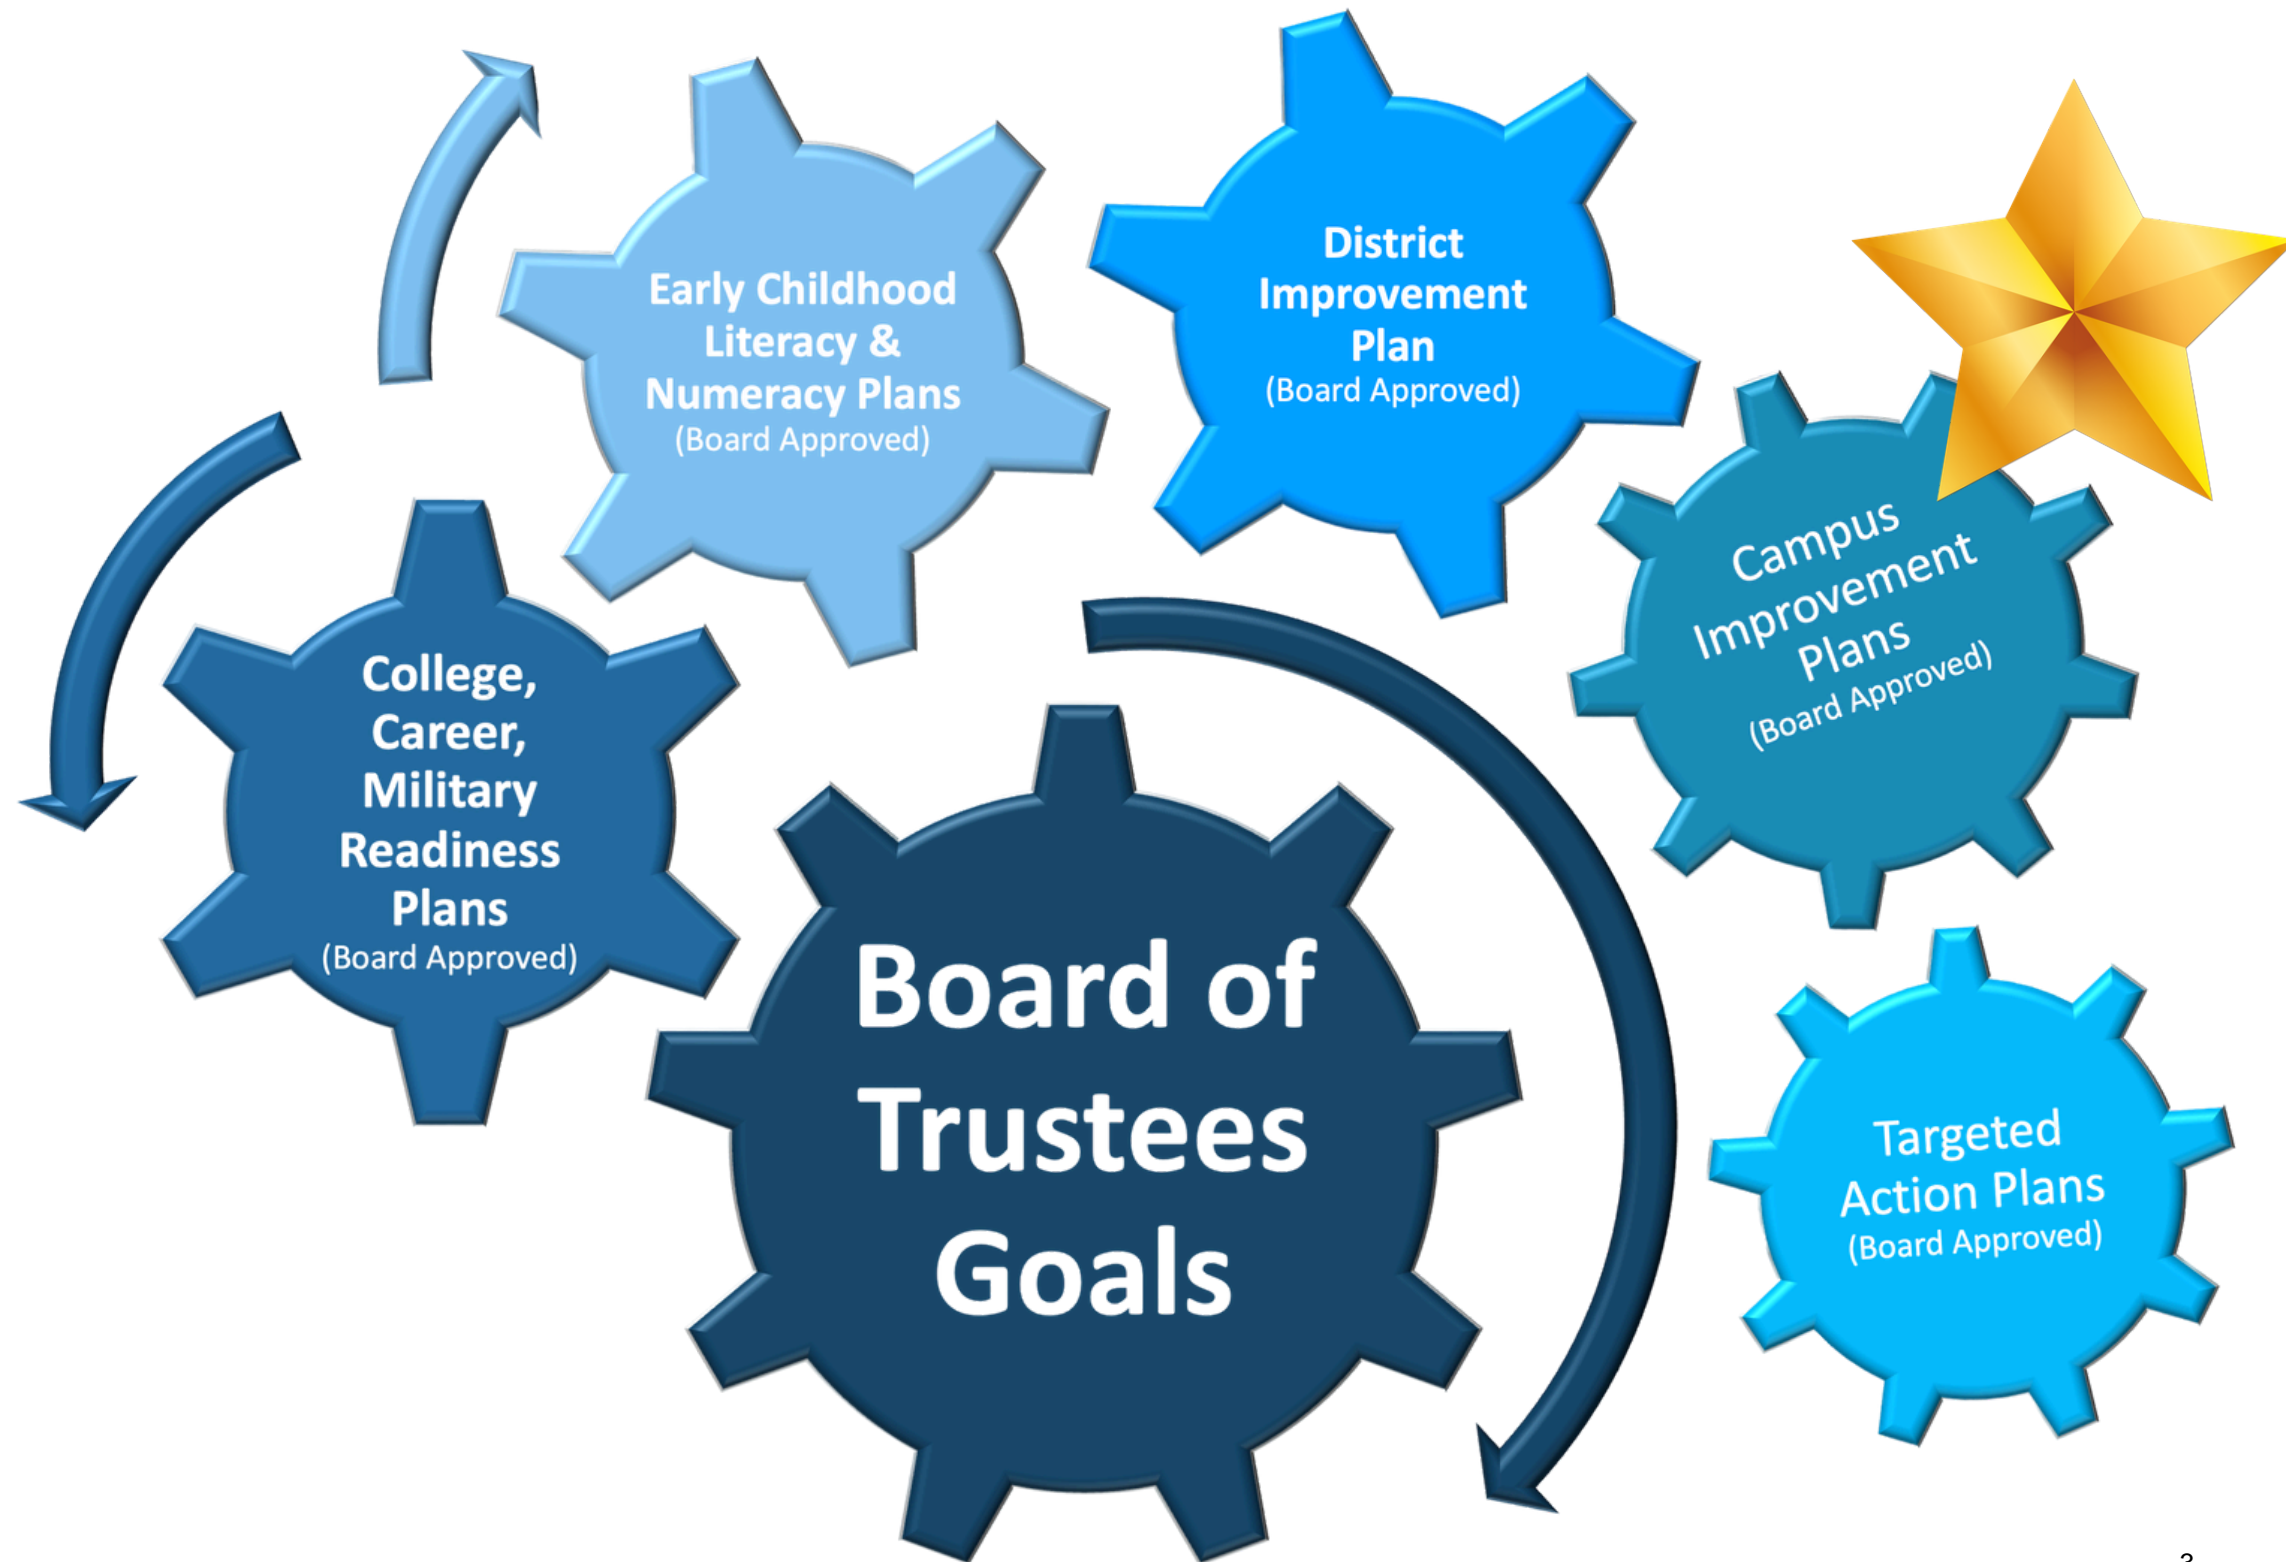 Early Childhood
Literacy &
Numeracy Plans
(Board Approved)
District
Improvement
Plan
(Board Approved)
Campus
Improvement
Plans
(Board Approved)
College,
Career,
Military
Readiness
Plans
(Board Approved)
Board of
Trustees
Goals
Targeted
Action Plans
(Board Approved)
3